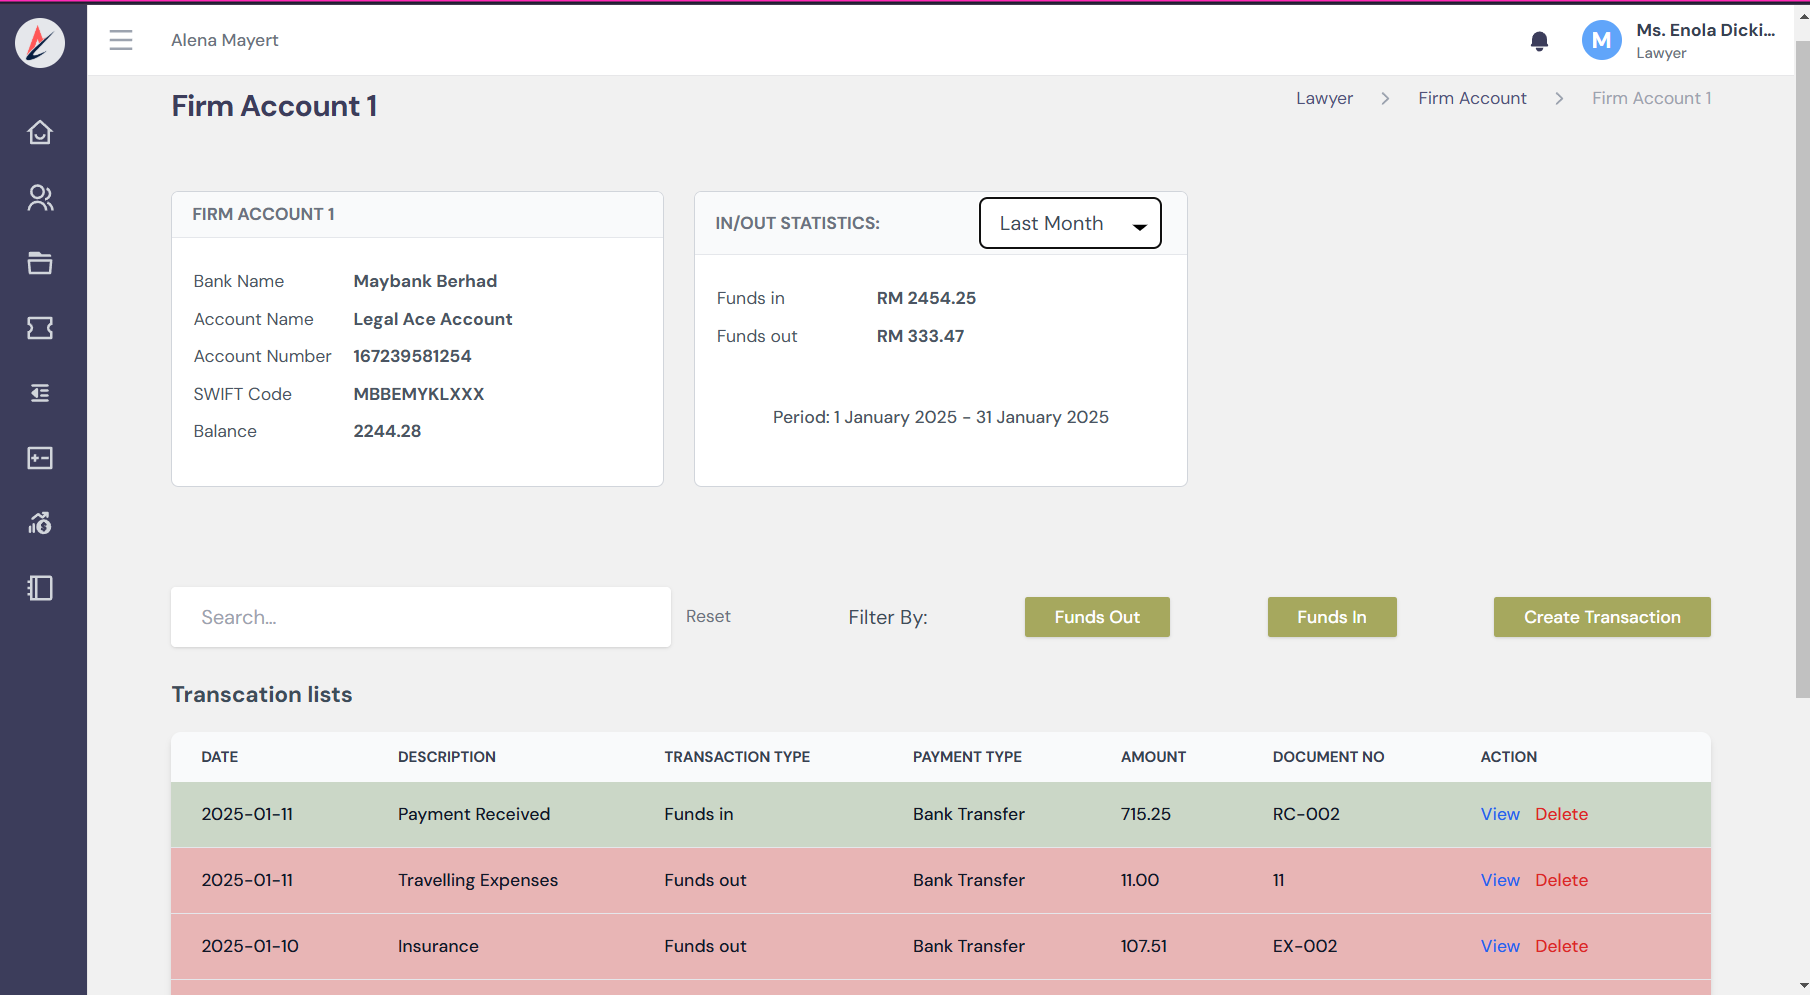 Alena Mayert
M
Ms. Enola Dicki...
Lawyer
Firm Account 1
Lawyer > Firm Account > Firm Account 1
FIRM ACCOUNT 1
Bank Name Maybank Berhad
Account Name Legal Ace Account
Account Number 167239581254
SWIFT Code MBBEMYKLXXX
Balance 2244.28
IN/OUT STATISTICS: Last Month
Funds in RM 2454.25
Funds out RM 333.47
Period: 1 January 2025 - 31 January 2025
Search... Reset Filter By: Funds Out Funds In Create Transaction
Transcation lists
DATE DESCRIPTION TRANSACTION TYPE PAYMENT TYPE AMOUNT DOCUMENT NO ACTION
2025-01-11 Payment Received Funds in Bank Transfer 715.25 RC-002 View Delete
2025-01-11 Travelling Expenses Funds out Bank Transfer 11.00 11 View Delete
2025-01-10 Insurance Funds out Bank Transfer 107.51 EX-002 View Delete